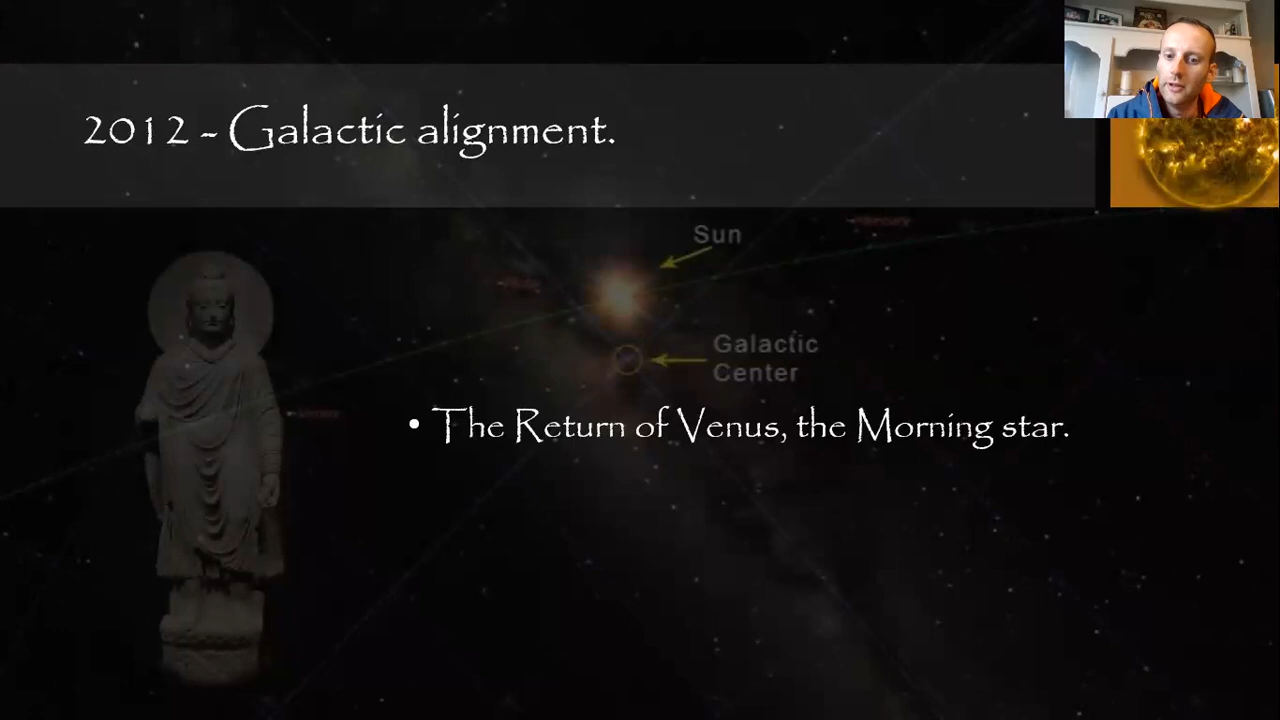 2012 - Galactic alignment.
Sun
Galactic
Center
• The Return of Venus, the Morning star.